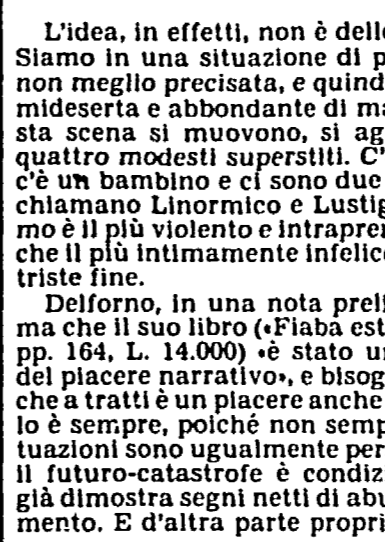 L'idea, in effetti, non è dell
Siamo in una situazione di p
non meglio precisata, e quind
mideserta e abbondante di ma
sta scena si muovono, si ag
quattro modesti superstiti. C'
c'è un bambino e ci sono due
chiamano Linormico e Lustig
mo è il più violento e intrapren
che il più intimamente infelic
triste fine.
Delforno, in una nota preli
ma che il suo libro («Fiaba est
pp. 164, L. 14.000) «è stato u
del piacere narrativo», e bisog
che a tratti è un piacere anche
lo è sempre, poiché non semp
tuazioni sono ugualmente per
il futuro-catastrofe è condiz
già dimostra segni netti di abu
mento. E d'altra parte propri